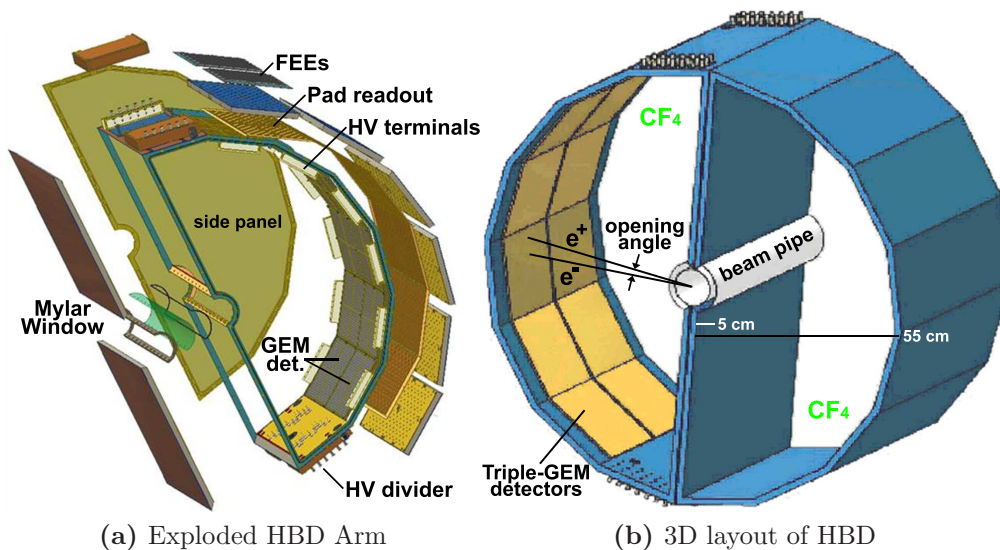 FEEs
Pad readout
HV terminals
side panel
Mylar
Window
GEM
det.
HV divider
(a) Exploded HBD Arm
CF4
opening
angle
e+
e-
beam pipe
5 cm
55 cm
CF4
Triple-GEM
detectors
(b) 3D layout of HBD